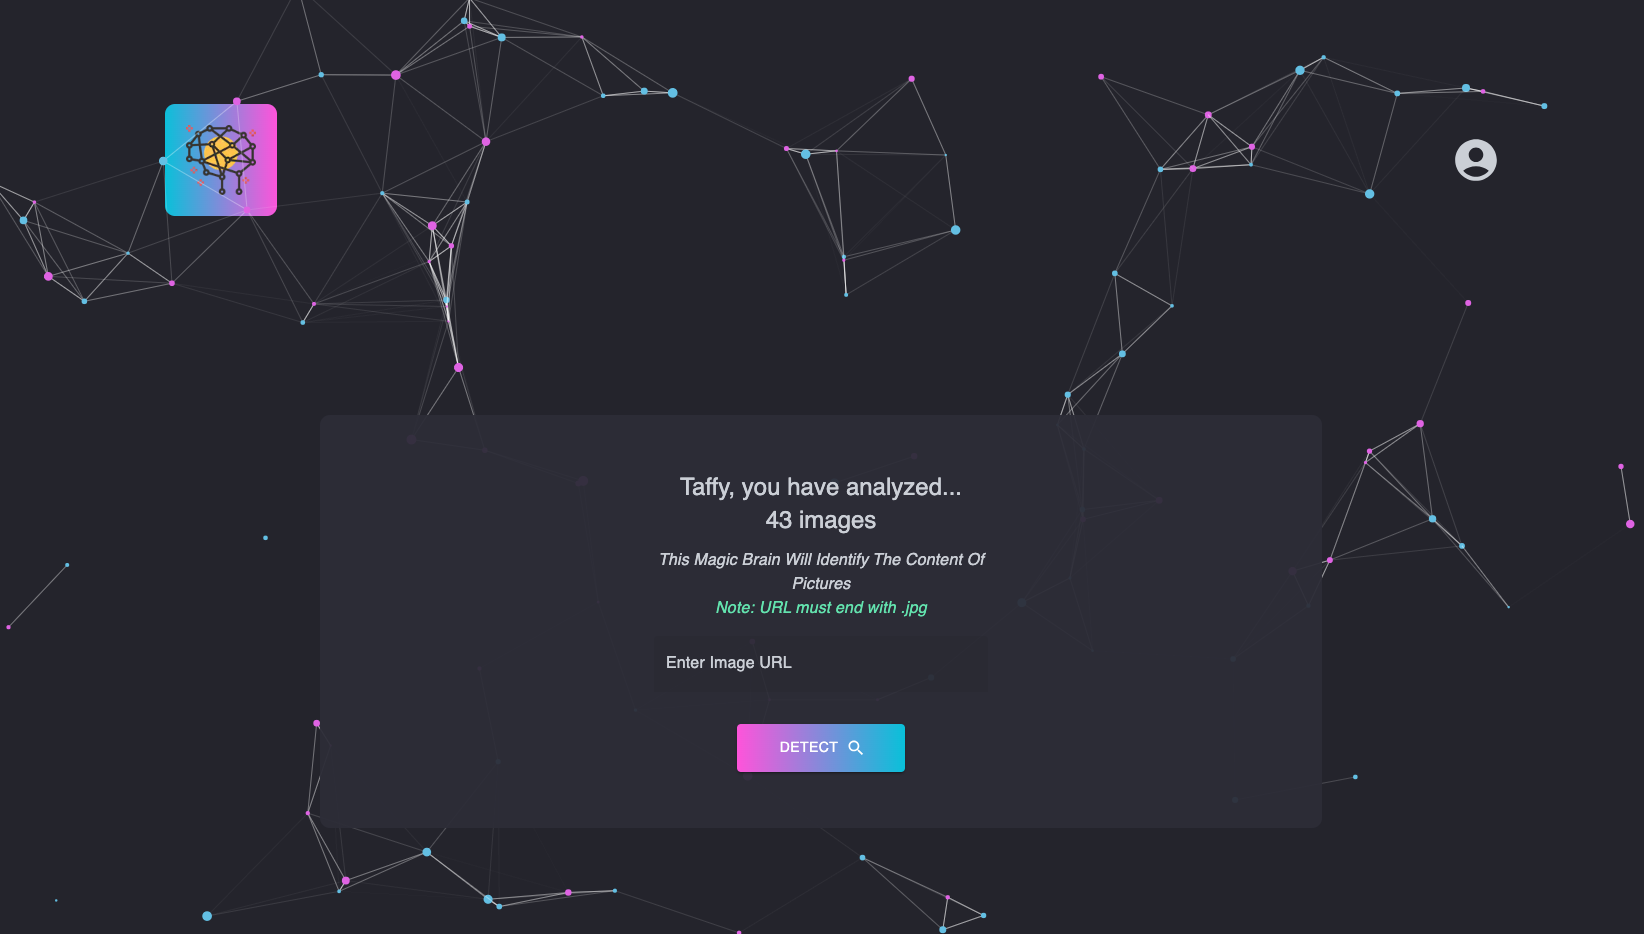 Taffy, you have analyzed...
43 images
This Magic Brain Will Identify The Content Of
Pictures
Note: URL must end with .jpg
Enter Image URL
DETECT